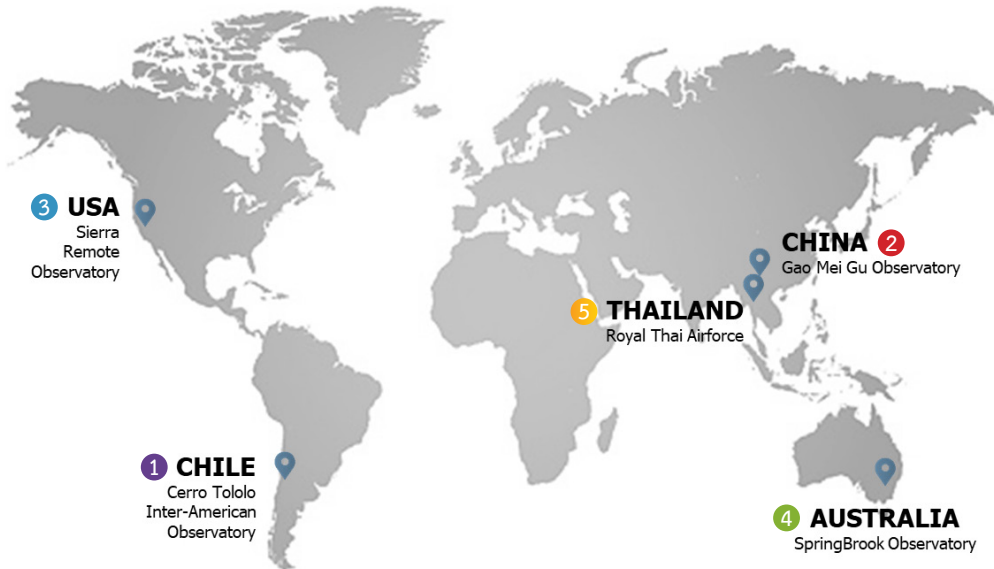 3 USA
Sierra
Remote
Observatory
CHINA 2
Gao Mei Gu Observatory
5 THAILAND
Royal Thai Airforce
1 CHILE
Cerro Tololo
Inter-American
Observatory
4 AUSTRALIA
SpringBrook Observatory